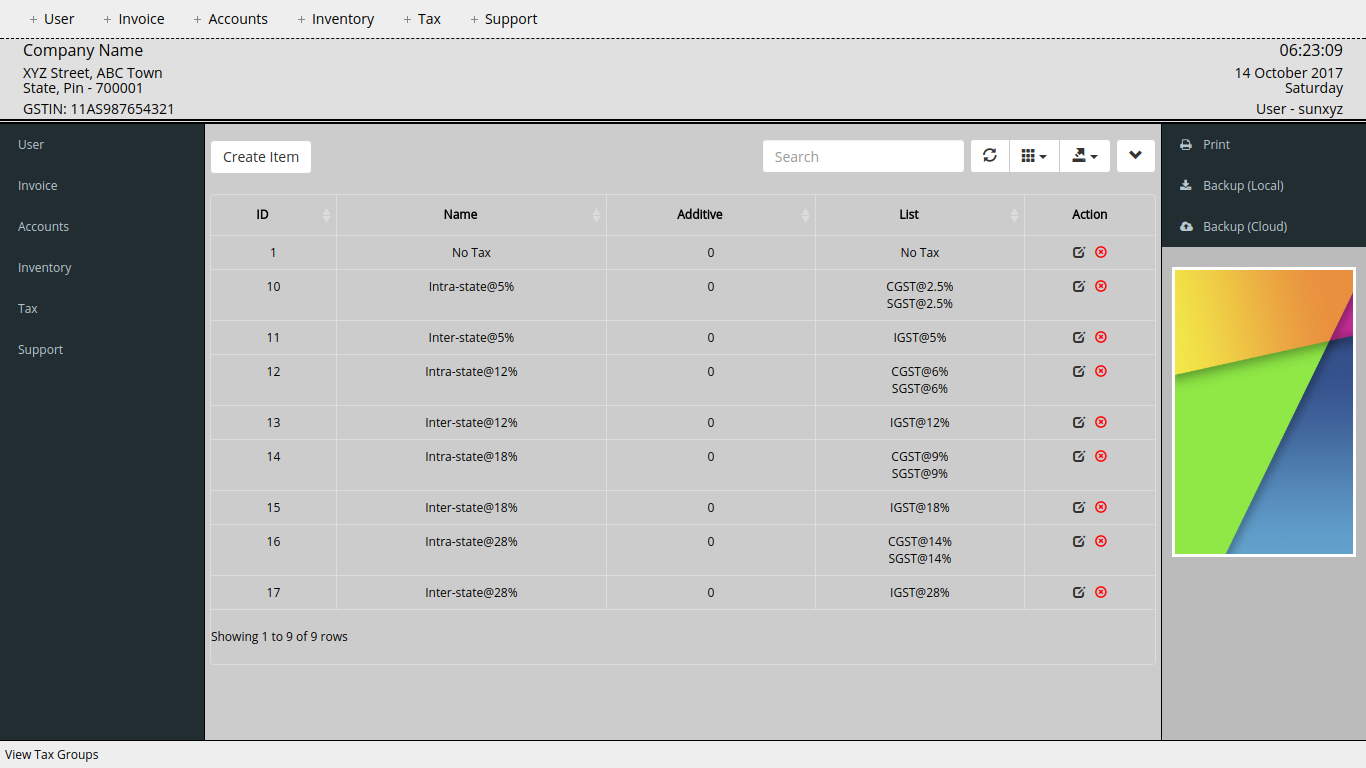 + User + Invoice + Accounts + Inventory + Tax + Support
Company Name
XYZ Street, ABC Town
State, Pin - 700001
GSTIN: 11AS987654321
06:23:09
14 October 2017
Saturday
User - sunxyz
User
Invoice
Accounts
Inventory
Tax
Support
Create Item
Search
ID Name Additive List Action
1 No Tax 0 No Tax
10 Intra-state@5% 0 CGST@2.5%
SGST@2.5%
11 Inter-state@5% 0 IGST@5%
12 Intra-state@12% 0 CGST@6%
SGST@6%
13 Inter-state@12% 0 IGST@12%
14 Intra-state@18% 0 CGST@9%
SGST@9%
15 Inter-state@18% 0 IGST@18%
16 Intra-state@28% 0 CGST@14%
SGST@14%
17 Inter-state@28% 0 IGST@28%
Showing 1 to 9 of 9 rows
Print
Backup (Local)
Backup (Cloud)
View Tax Groups